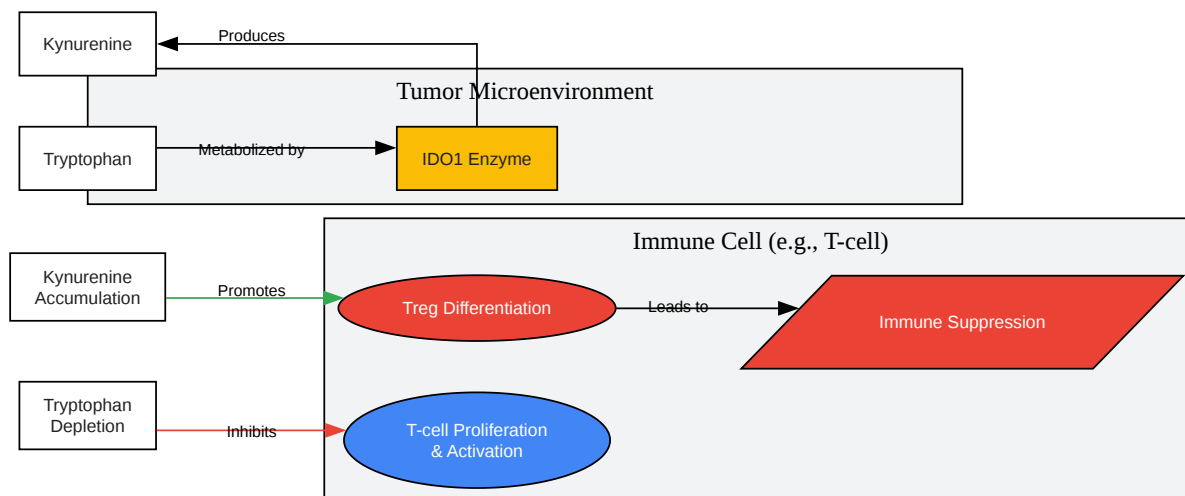 Kynurenine
Produces
Tumor Microenvironment
Tryptophan
Metabolized by
IDO1 Enzyme
Immune Cell (e.g., T-cell)
Kynurenine
Accumulation
Promotes
Treg Differentiation
Leads to
Immune Suppression
Tryptophan
Depletion
Inhibits
T-cell Proliferation
& Activation